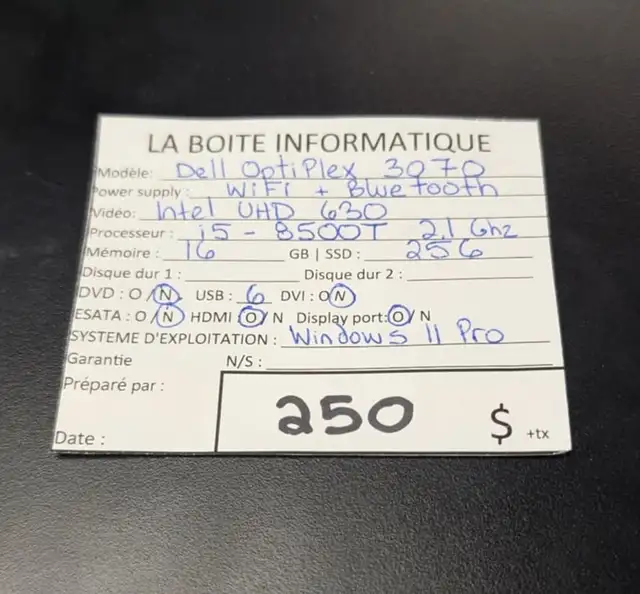 LA BOITE INFORMATIQUE
Modèle: Dell OptiPlex 3070
Power supply : WiFi + Bluetooth
Vidéo: Intel UHD 630
Processeur : i5 - 8500T 2.1 Ghz
Mémoire : 16 GB | SSD : 256
Disque dur 1 : Disque dur 2 :
DVD : O / N USB : 6 DVI : O / N
ESATA : O / N HDMI O / N Display port: O / N
SYSTEME D'EXPLOITATION : Windows 11 Pro
Garantie N/S :
Préparé par :
250 $ +tx
Date :